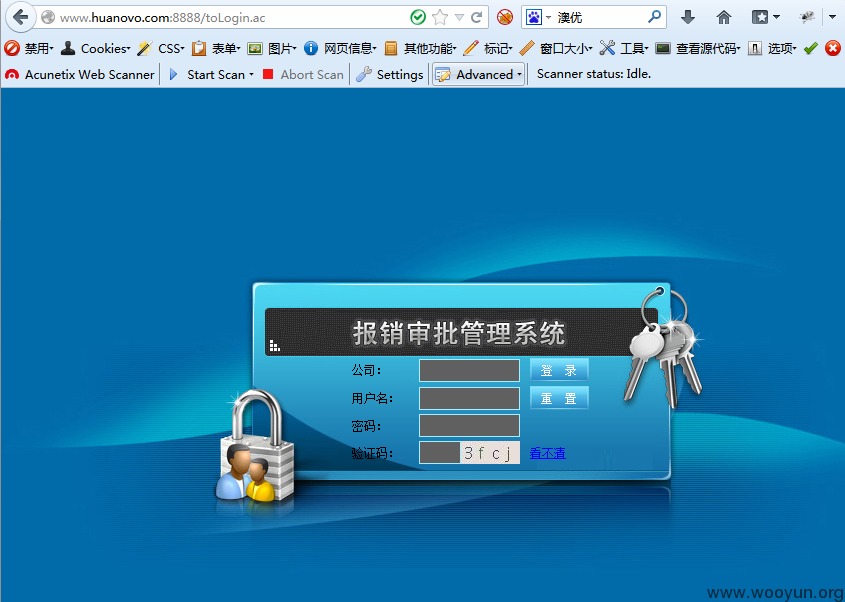 www.huanovo.com:8888/toLogin.ac
澳优
禁用 Cookies CSS 表单 图片 网页信息 其他功能 标记 窗口大小 工具 查看源代码 选项
Acunetix Web Scanner Start Scan Abort Scan Settings Advanced Scanner status: Idle.
报销审批管理系统
公司： 登 录
用户名： 重 置
密码：
验证码： 3fcj 看不清
www.wooyun.org